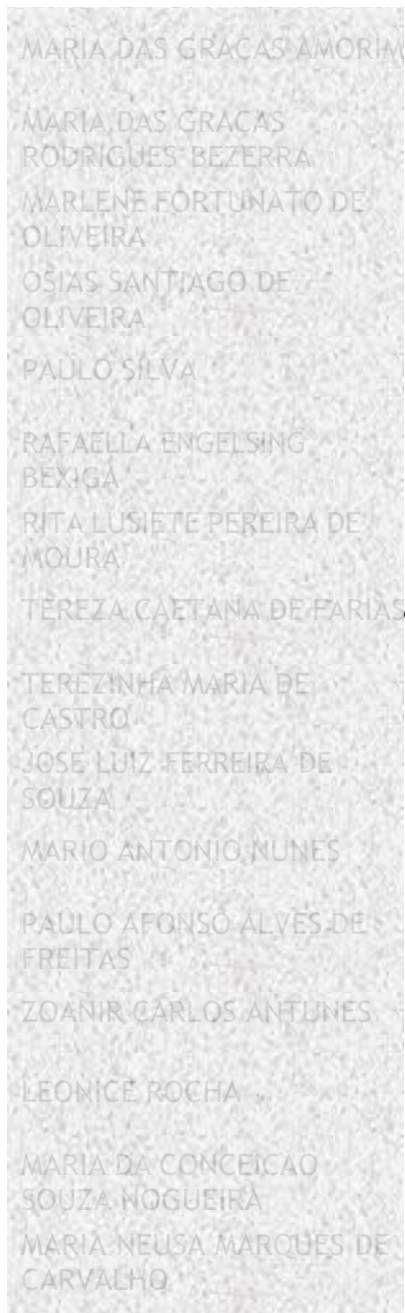 MARIA DAS GRACAS AMORIM
MARIA DAS GRACAS
RODRIGUES BEZERRA
MARLENE FORTUNATO DE
OLIVEIRA
OSIAS SANTIAGO DE
OLIVEIRA
PAULO SILVA
RAFAELLA ENGELSING
BEXIGA
RITA LUSIETE PEREIRA DE
MOURA
TEREZA CAETANA DE FARIAS
TEREZINHA MARIA DE
CASTRO
JOSE LUIZ FERREIRA DE
SOUZA
MARIO ANTONIO NUNES
PAULO AFONSO ALVES DE
FREITAS
ZOANIR CARLOS ANTUNES
LEONICE ROCHA
MARIA DA CONCEICAO
SOUZA NOGUEIRA
MARIA NEUSA MARQUES DE
CARVALHO